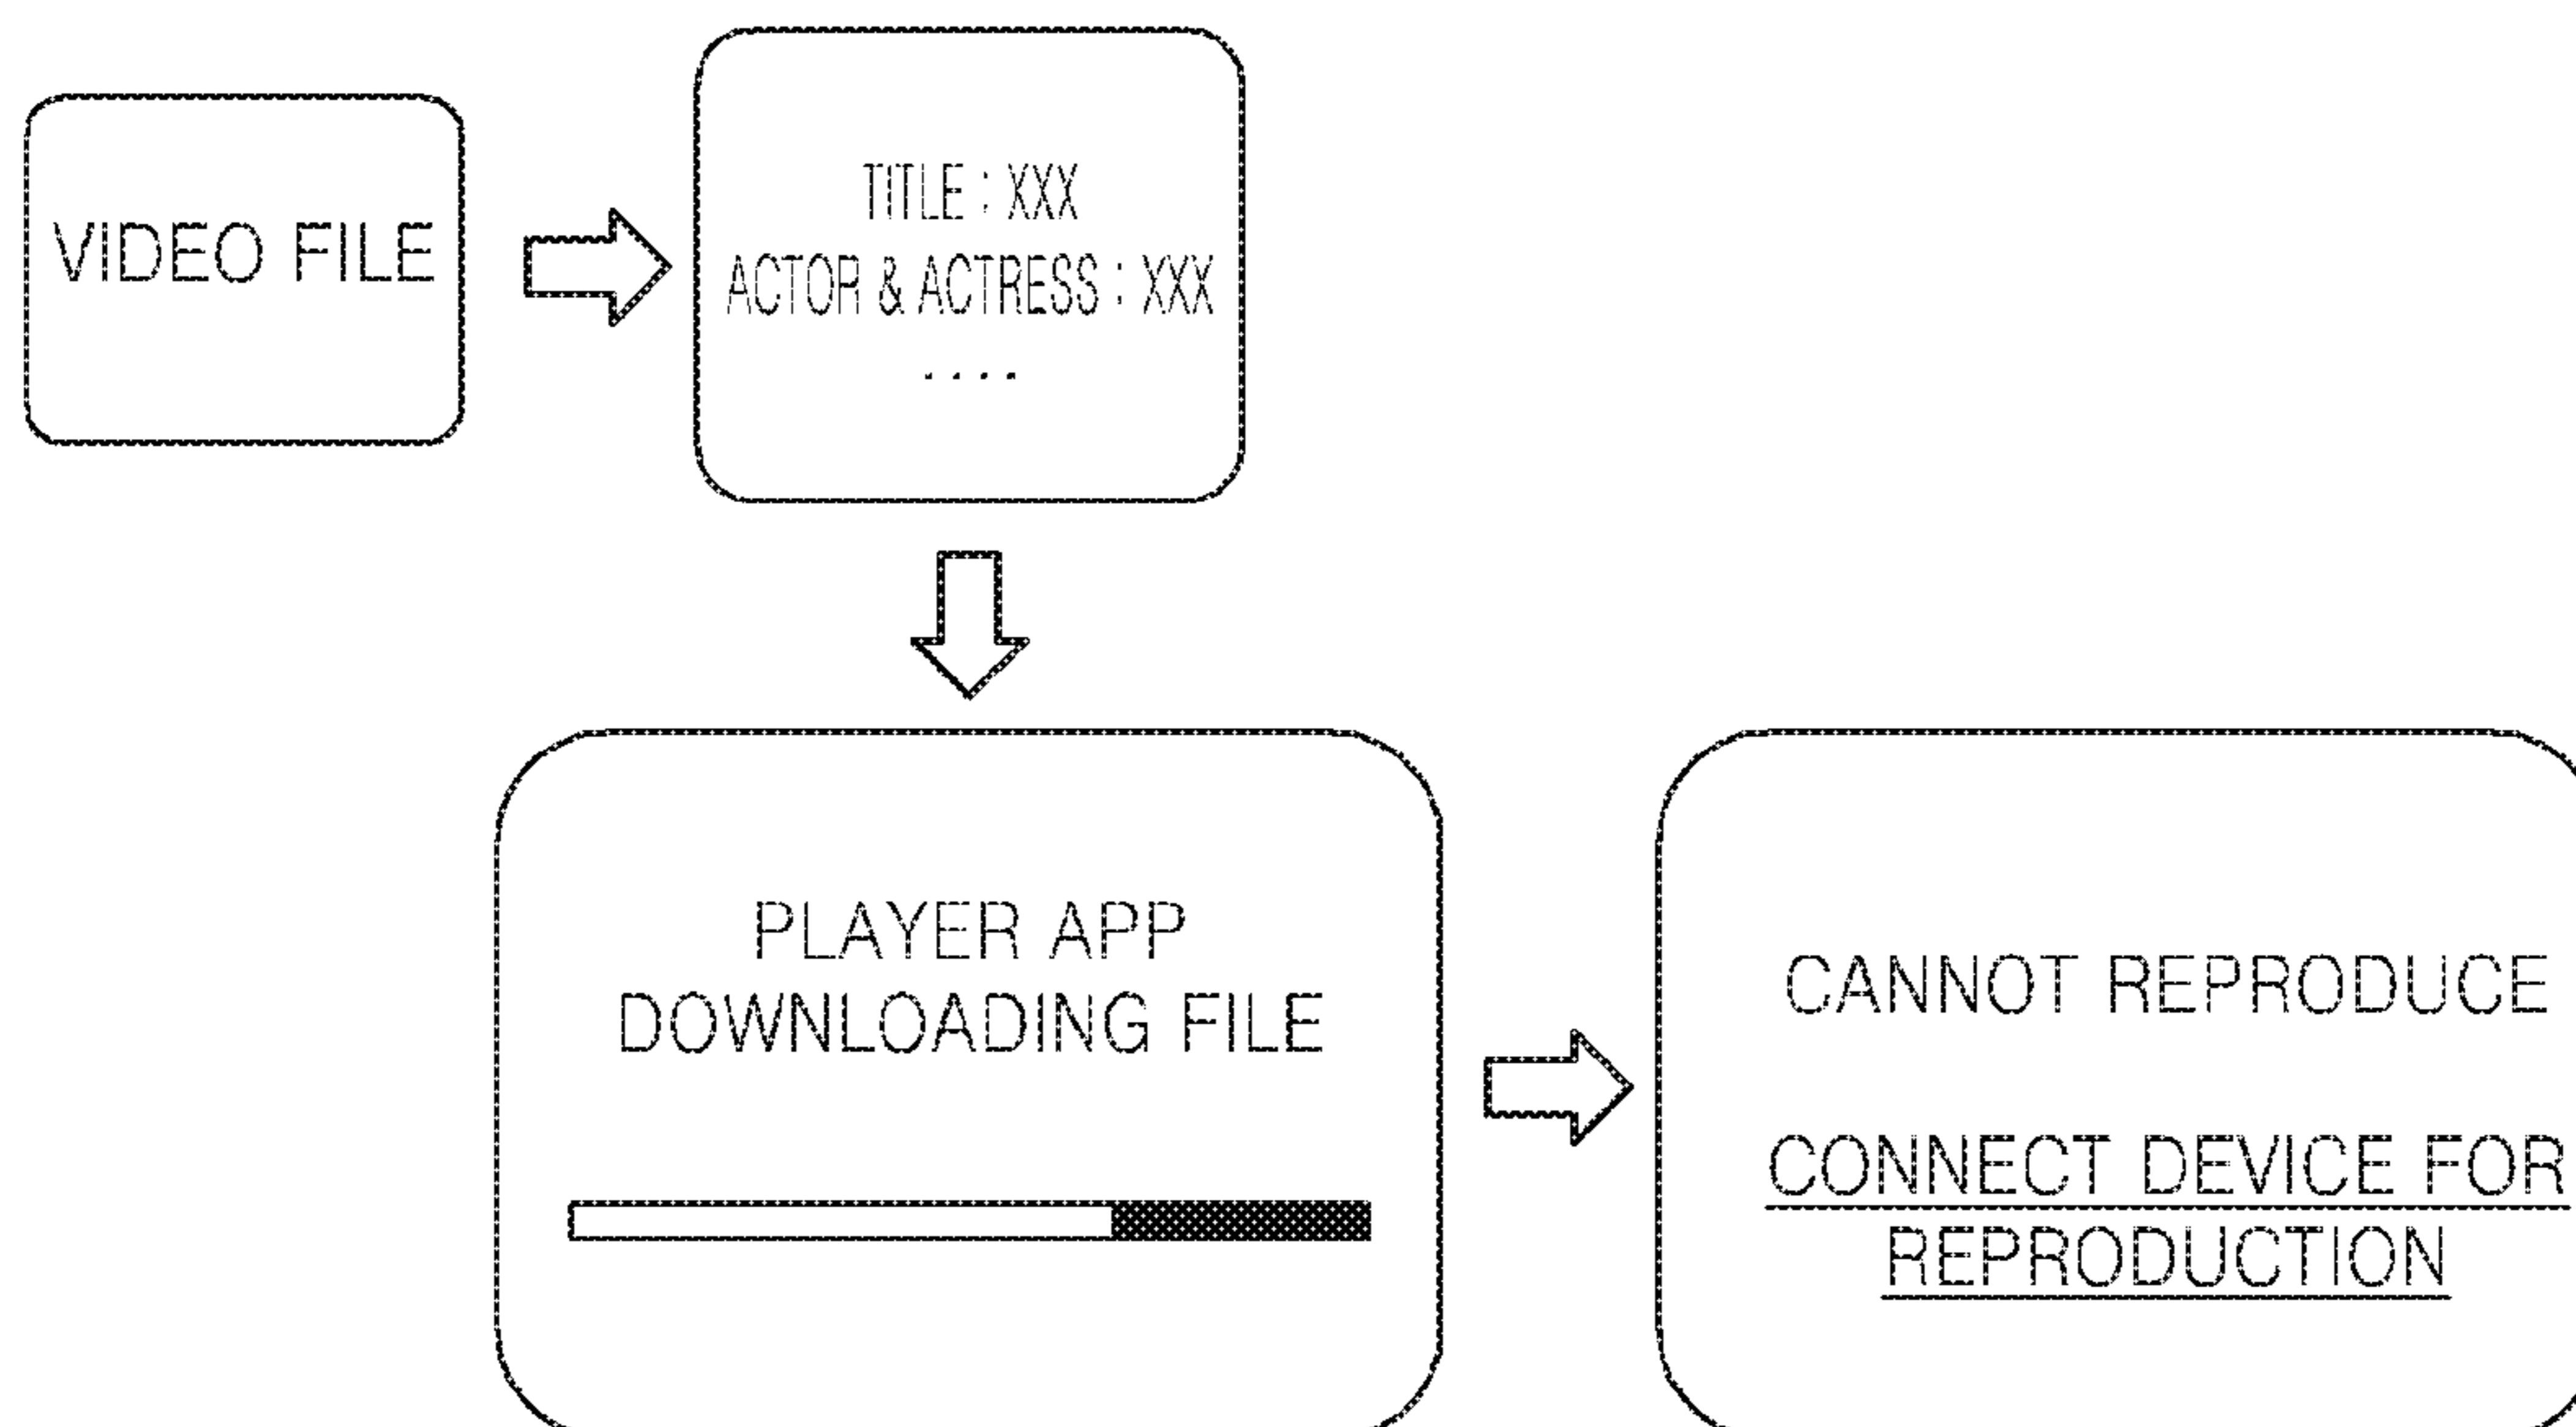 VIDEO FILE
TITLE : XXX
ACTOR & ACTRESS : XXX
....
PLAYER APP
DOWNLOADING FILE
CANNOT REPRODUCE
CONNECT DEVICE FOR
REPRODUCTION